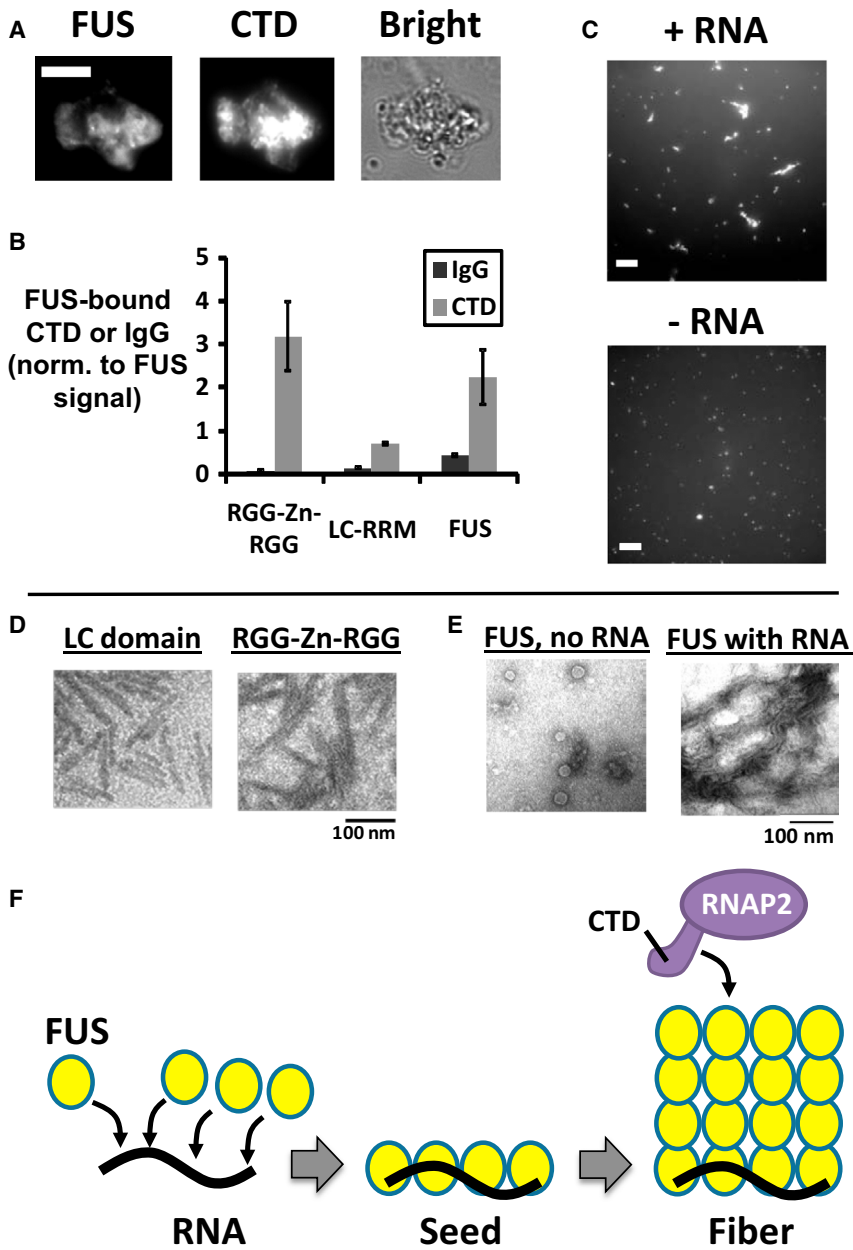 A
FUS
CTD
Bright
C
+ RNA
- RNA
B
FUS-bound
CTD or IgG
(norm. to FUS
signal)
5
4
3
2
1
0
IgG
CTD
RGG-Zn-
RGG
LC-RRM
FUS
D
LC domain
RGG-Zn-RGG
100 nm
E
FUS, no RNA
FUS with RNA
100 nm
F
RNAP2
CTD
FUS
RNA
Seed
Fiber